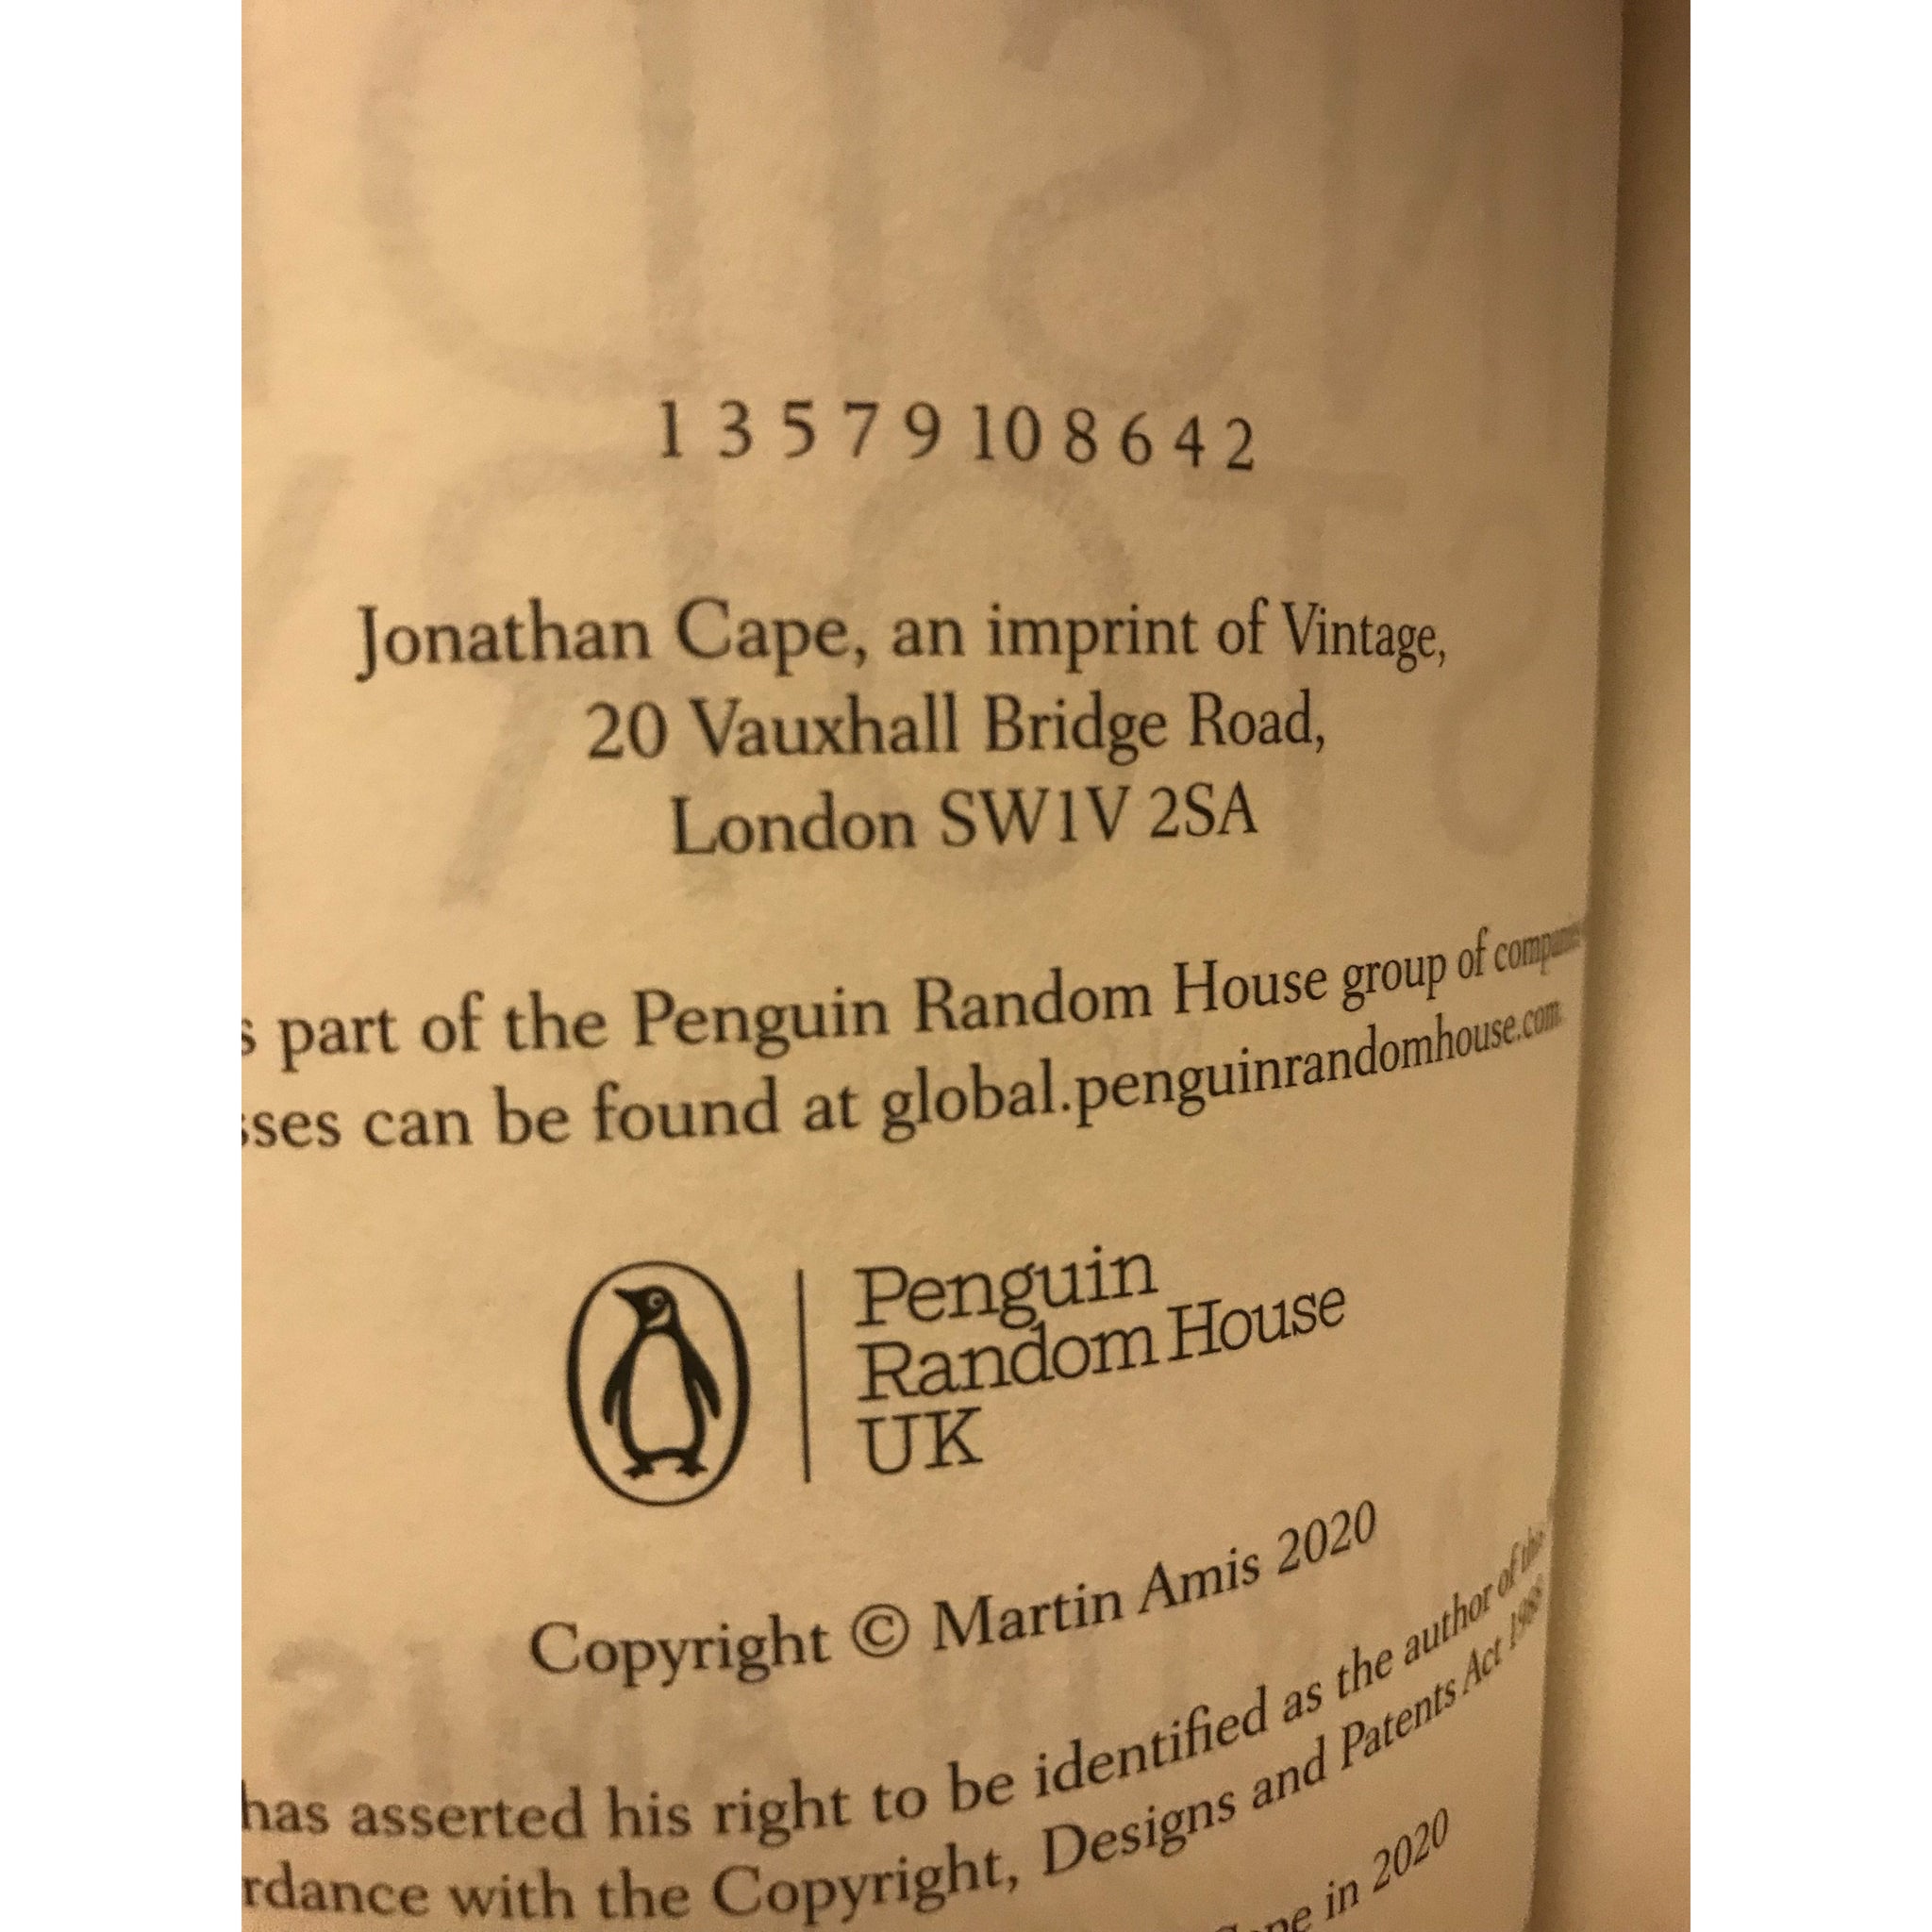 1 3 5 7 9 10 8 6 4 2
Jonathan Cape, an imprint of Vintage,
20 Vauxhall Bridge Road,
London SW1V 2SA
part of the Penguin Random House group of companies
sses can be found at global.penguinrandomhouse.com.
Penguin
Random House
UK
Copyright © Martin Amis 2020
has asserted his right to be identified as the author of this
rdance with the Copyright, Designs and Patents Act 1988
in 2020